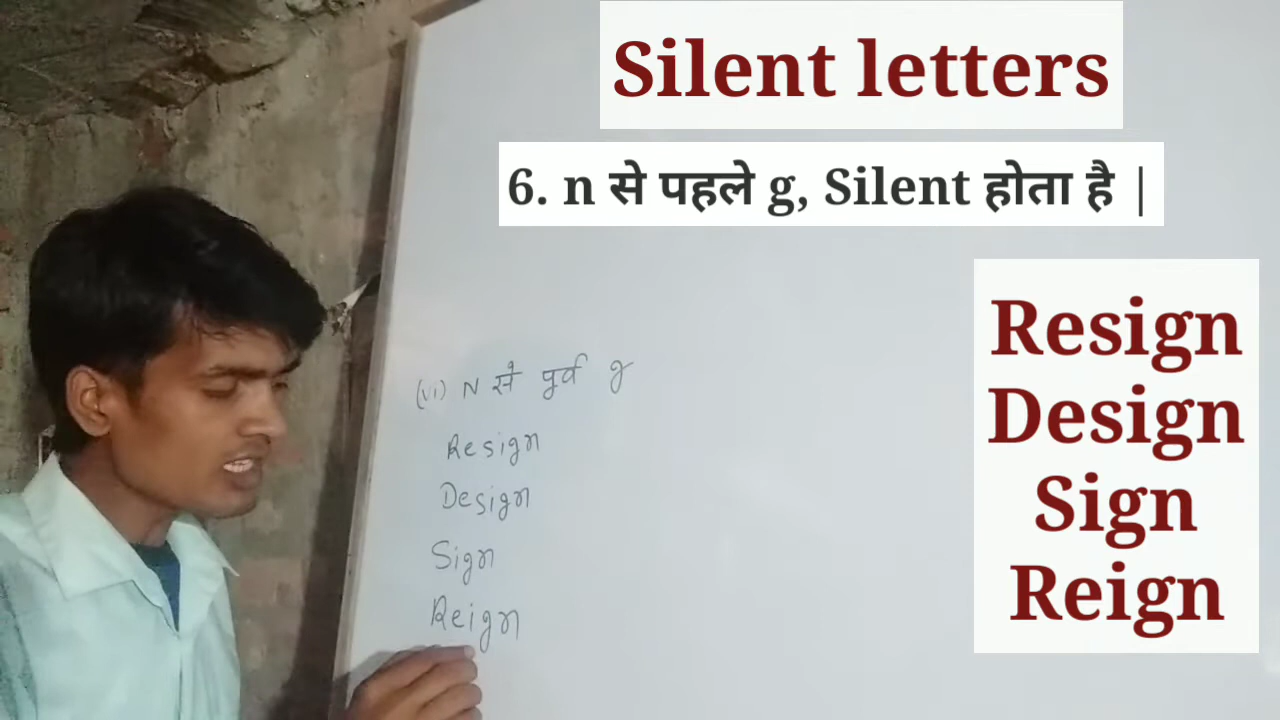 Silent letters
6. n से पहले g, Silent होता है |
Resign
Design
Sign
Reign
(vi) N से पूर्व g
Resign
Design
Sign
Reign